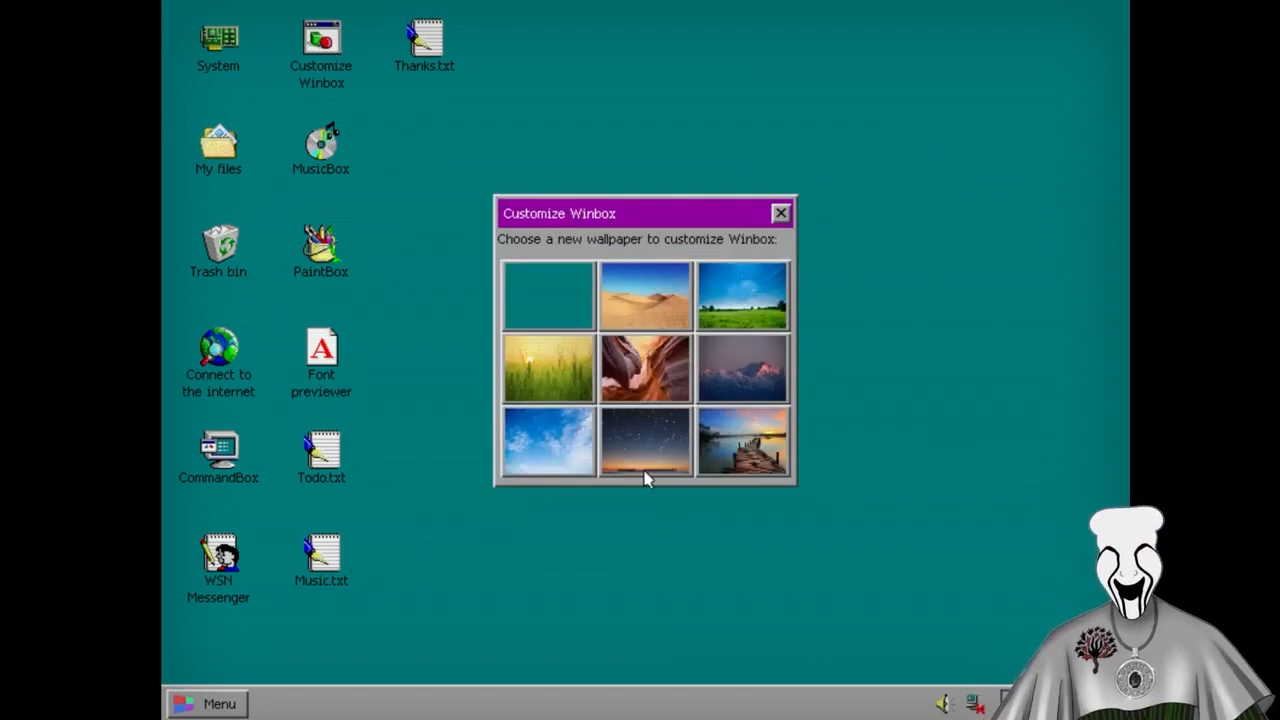 System
Customize
Winbox
Thanks.txt
My files
MusicBox
Customize Winbox
Choose a new wallpaper to customize Winbox:
Trash bin
PaintBox
Connect to
the internet
Font
previewer
CommandBox
Todo.txt
WSN
Messenger
Music.txt
Menu